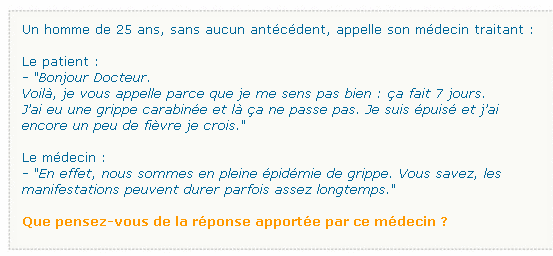 Un homme de 25 ans, sans aucun antécédent, appelle son médecin traitant :
Le patient :
- "Bonjour Docteur.
Voilà, je vous appelle parce que je me sens pas bien : ça fait 7 jours.
J'ai eu une grippe carabinée et là ça ne passe pas. Je suis épuisé et j'ai
encore un peu de fièvre je crois."
Le médecin :
- "En effet, nous sommes en pleine épidémie de grippe. Vous savez, les
manifestations peuvent durer parfois assez longtemps."
Que pensez-vous de la réponse apportée par ce médecin ?